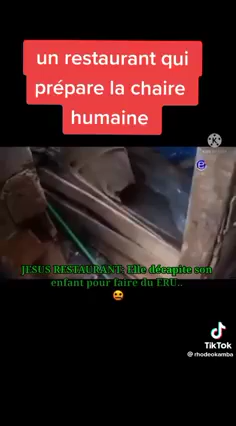 un restaurant qui
prépare la chaire
humaine
JESUS RESTAURANT: Elle décapite son
enfant pour faire du ERU..
TikTok
@rhodeokamba